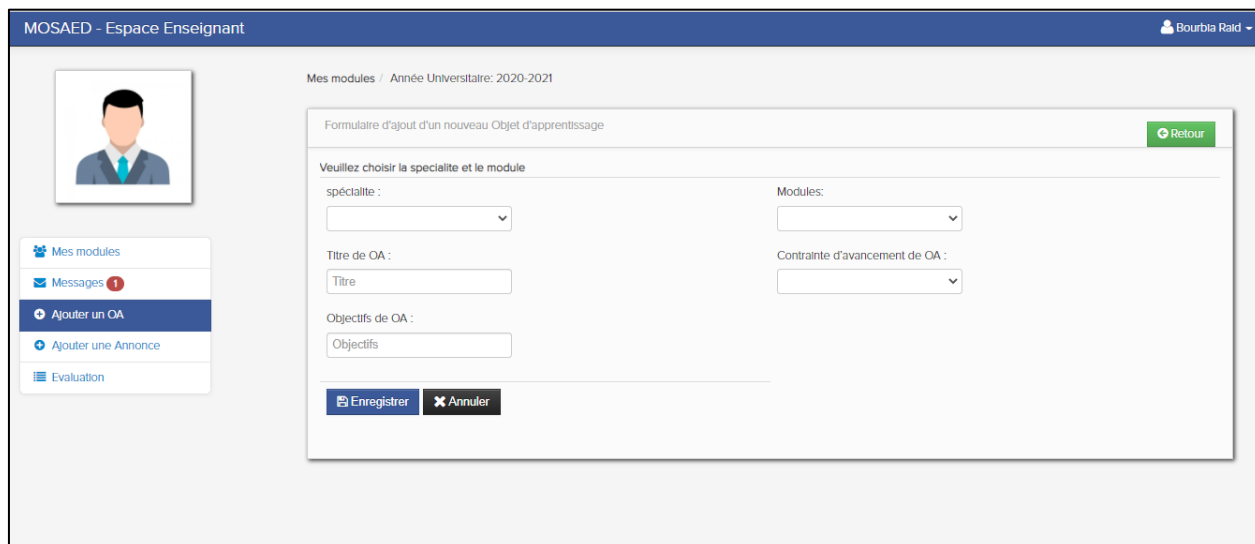 MOSAED - Espace Enseignant
Bourbia Raid
Mes modules / Année Universitaire: 2020-2021
Formulaire d'ajout d'un nouveau Objet d'apprentissage
Retour
Veuillez choisir la specialite et le module
spécialite :
Modules:
Mes modules
Messages 1
Ajouter un OA
Ajouter une Annonce
Evaluation
Titre de OA :
Contrainte d'avancement de OA :
Titre
Objectifs de OA :
Objectifs
Enregistrer
Annuler